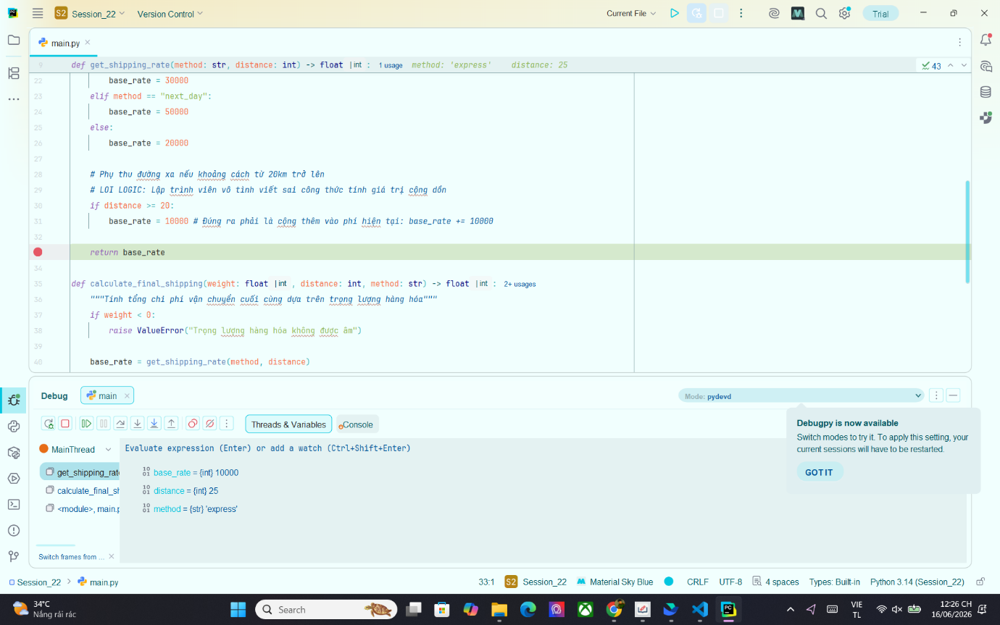 S2 Session_22 Version Control Current File Trial
main.py
9 def get_shipping_rate(method: str, distance: int) -> float |int : 1 usage method: 'express' distance: 25 43
22 base_rate = 30000
23 elif method == "next_day":
24 base_rate = 50000
25 else:
26 base_rate = 20000
27
28 # Phụ thu đường xa nếu khoảng cách từ 20km trở lên
29 # LOI LOGIC: Lập trình viên vô tình viết sai công thức tính giá trị cộng dồn
30 if distance >= 20:
31 base_rate = 10000 # Đúng ra phải là cộng thêm vào phí hiện tại: base_rate += 10000
32
return base_rate
34
35 def calculate_final_shipping(weight: float |int , distance: int, method: str) -> float |int : 2+ usages
36 """Tính tổng chi phí vận chuyển cuối cùng dựa trên trọng lượng hàng hóa"""
37 if weight < 0:
38 raise ValueError("Trọng lượng hàng hóa không được âm")
39
40 base_rate = get_shipping_rate(method, distance)
Debug main Mode: pydevd
Threads & Variables Console
Debugpy is now available
Switch modes to try it. To apply this setting, your
current sessions will have to be restarted.
GOT IT
MainThread
Evaluate expression (Enter) or add a watch (Ctrl+Shift+Enter)
get_shipping_rate
base_rate = {int} 10000
calculate_final_sh
distance = {int} 25
<module>, main.p
method = {str} 'express'
Switch frames from ...
Session_22 > main.py 33:1 S2 Session_22 Material Sky Blue CRLF UTF-8 4 spaces Types: Built-in Python 3.14 (Session_22)
34°C
Nắng rải rác
Search
VIE
TL
12:26 CH
16/06/2026